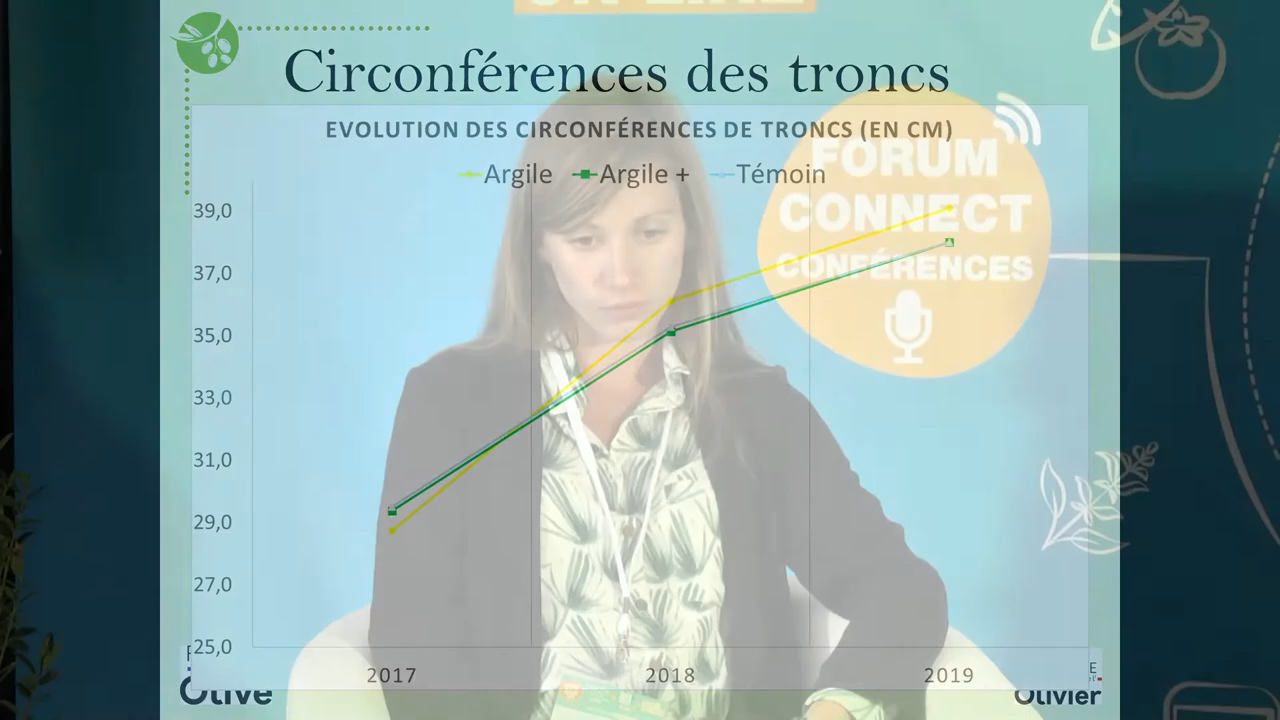 Circonférences des troncs
EVOLUTION DES CIRCONFÉRENCES DE TRONCS (EN CM)
Argile Argile + Témoin
FORUM
CONNECT
CONFÉRENCES
39,0
37,0
35,0
33,0
31,0
29,0
27,0
25,0
2017 2018 2019
Olive
Olivier